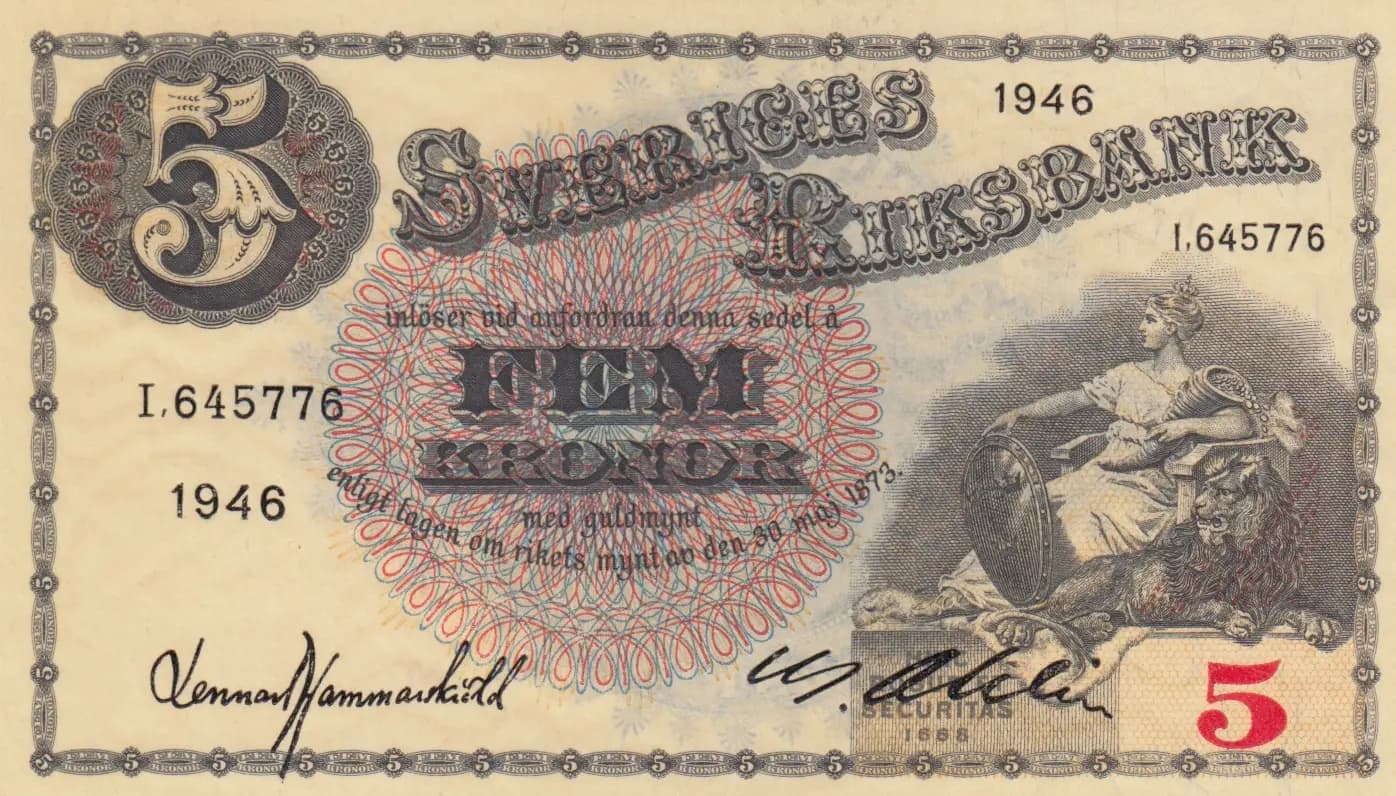 5
SVERIGES
RIKSBANK
1946
I,645776
inlöser vid anfordran denna sedel å
FEM
KRONOR
med guldmynt
enligt lagen om rikets mynt av den 30 maj 1873.
I,645776
1946
Lennart Hammarskiöld
SECURITAS
1668
5